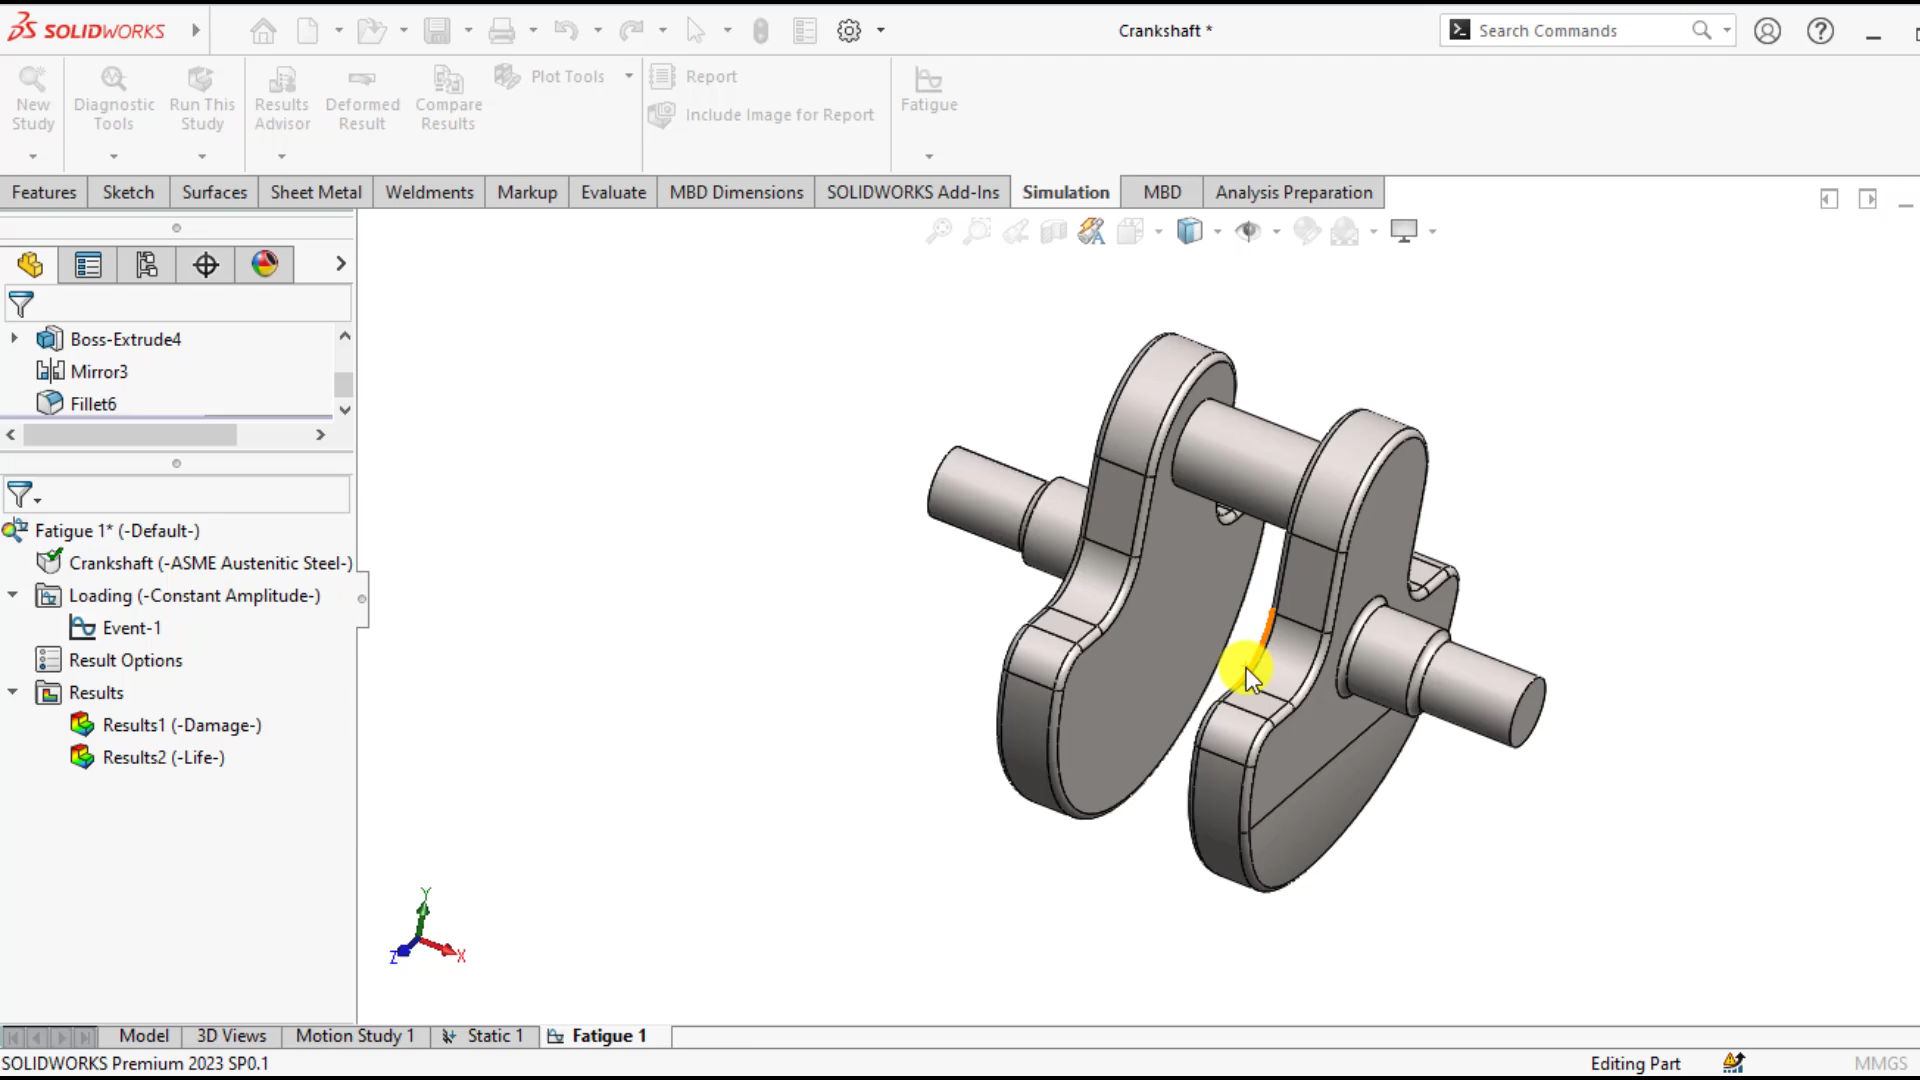 SOLIDWORKS
Crankshaft *
Search Commands
New Study
Diagnostic Tools
Run This Study
Results Advisor
Deformed Result
Compare Results
Plot Tools
Report
Include Image for Report
Fatigue
Features
Sketch
Surfaces
Sheet Metal
Weldments
Markup
Evaluate
MBD Dimensions
SOLIDWORKS Add-Ins
Simulation
MBD
Analysis Preparation
Boss-Extrude4
Mirror3
Fillet6
Fatigue 1* (-Default-)
Crankshaft (-ASME Austenitic Steel-)
Loading (-Constant Amplitude-)
Event-1
Result Options
Results
Results1 (-Damage-)
Results2 (-Life-)
Y
Z
X
Model
3D Views
Motion Study 1
Static 1
Fatigue 1
SOLIDWORKS Premium 2023 SP0.1
Editing Part
MMGS